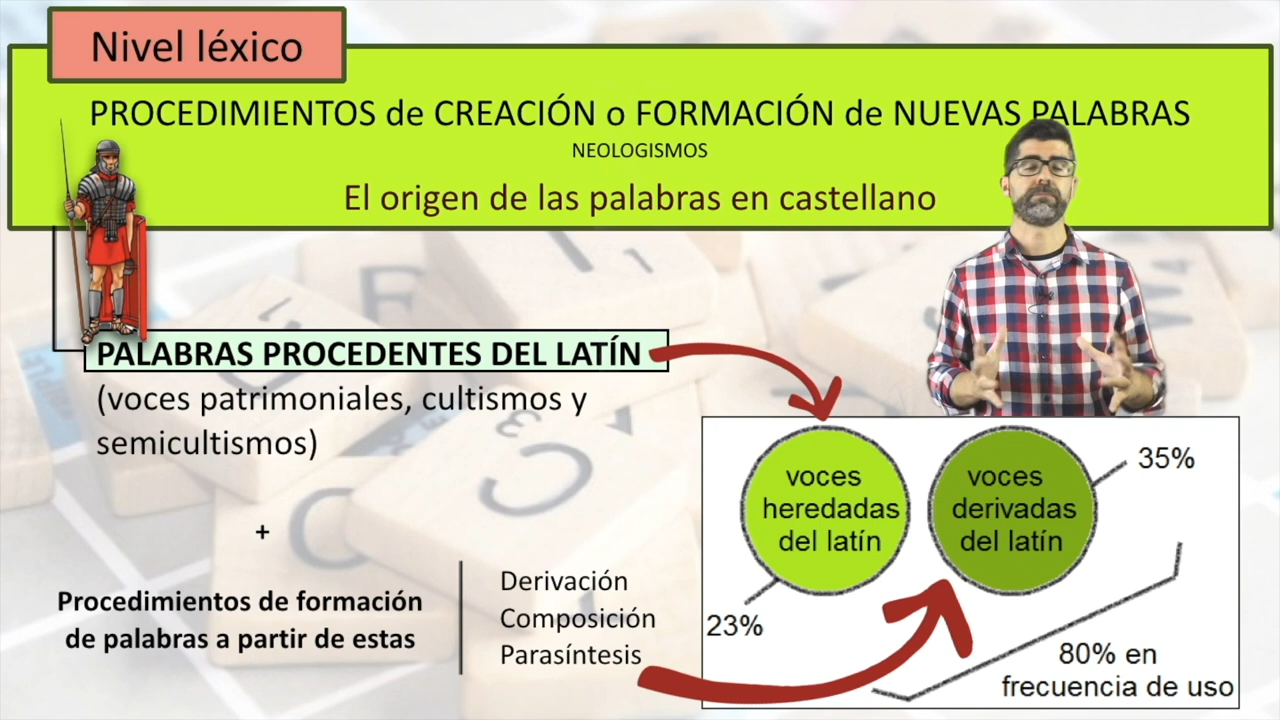 Nivel léxico
PROCEDIMIENTOS de CREACIÓN o FORMACIÓN de NUEVAS PALABRAS
NEOLOGISMOS
El origen de las palabras en castellano
PALABRAS PROCEDENTES DEL LATÍN
(voces patrimoniales, cultismos y
semicultismos)
+
Procedimientos de formación
de palabras a partir de estas
Derivación
Composición
Parasíntesis
voces
heredadas
del latín
23%
voces
derivadas
del latín
35%
80% en
frecuencia de uso